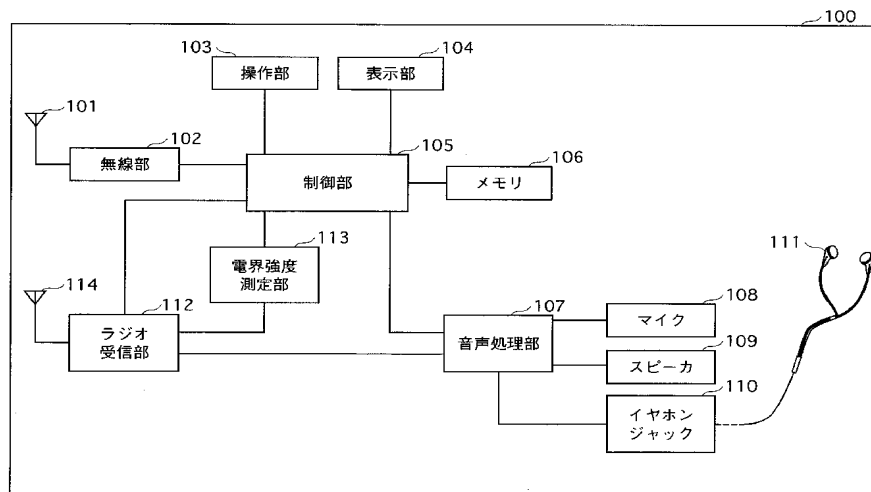 100
103
操作部
104
表示部
101
102
無線部
105
制御部
106
メモリ
113
電界強度
測定部
111
114
112
ラジオ
受信部
107
音声処理部
108
マイク
109
スピーカ
110
イヤホン
ジャック